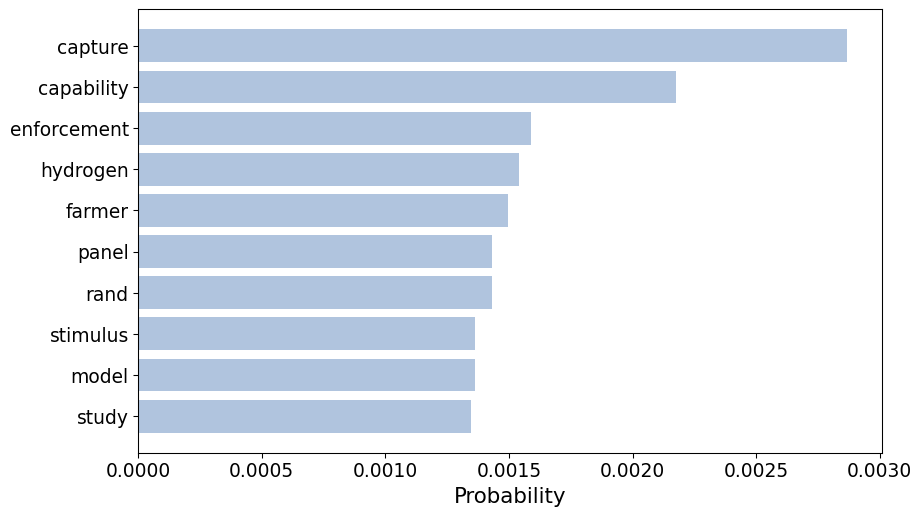 capture
capability
enforcement
hydrogen
farmer
panel
rand
stimulus
model
study
0.0000 0.0005 0.0010 0.0015 0.0020 0.0025 0.0030
Probability